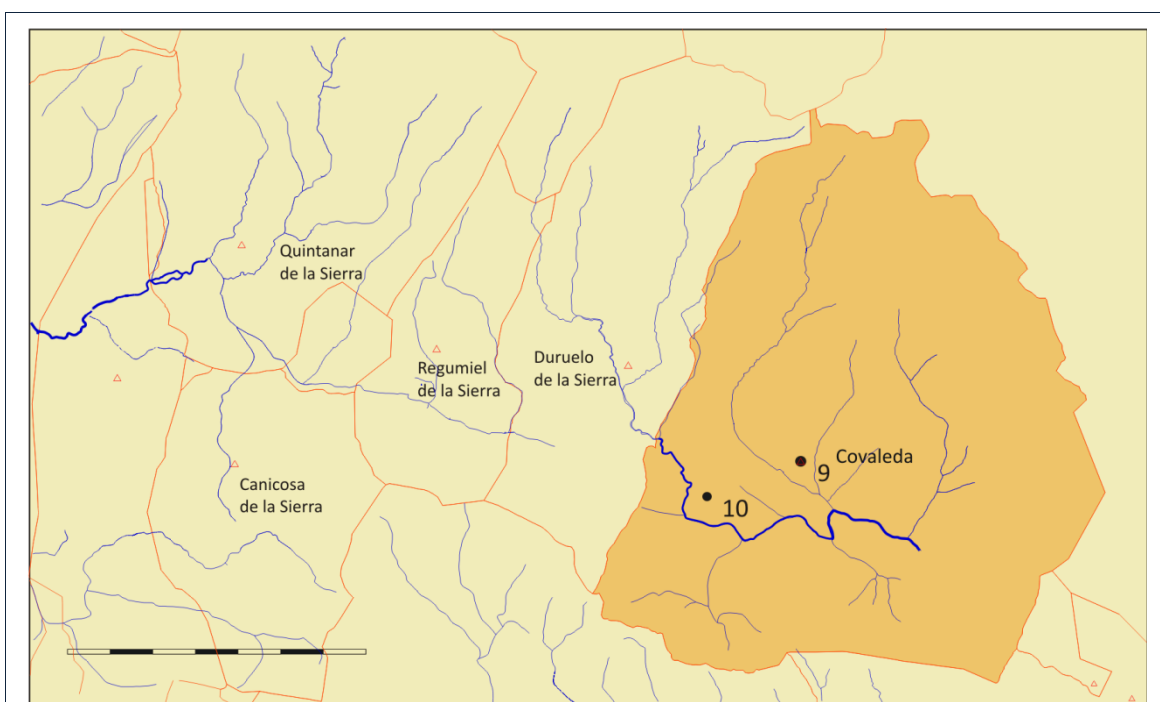 Quintanar
de la Sierra
Regumiel
de la Sierra
Duruelo
de la Sierra
Canicosa
de la Sierra
9
Covaleda
10